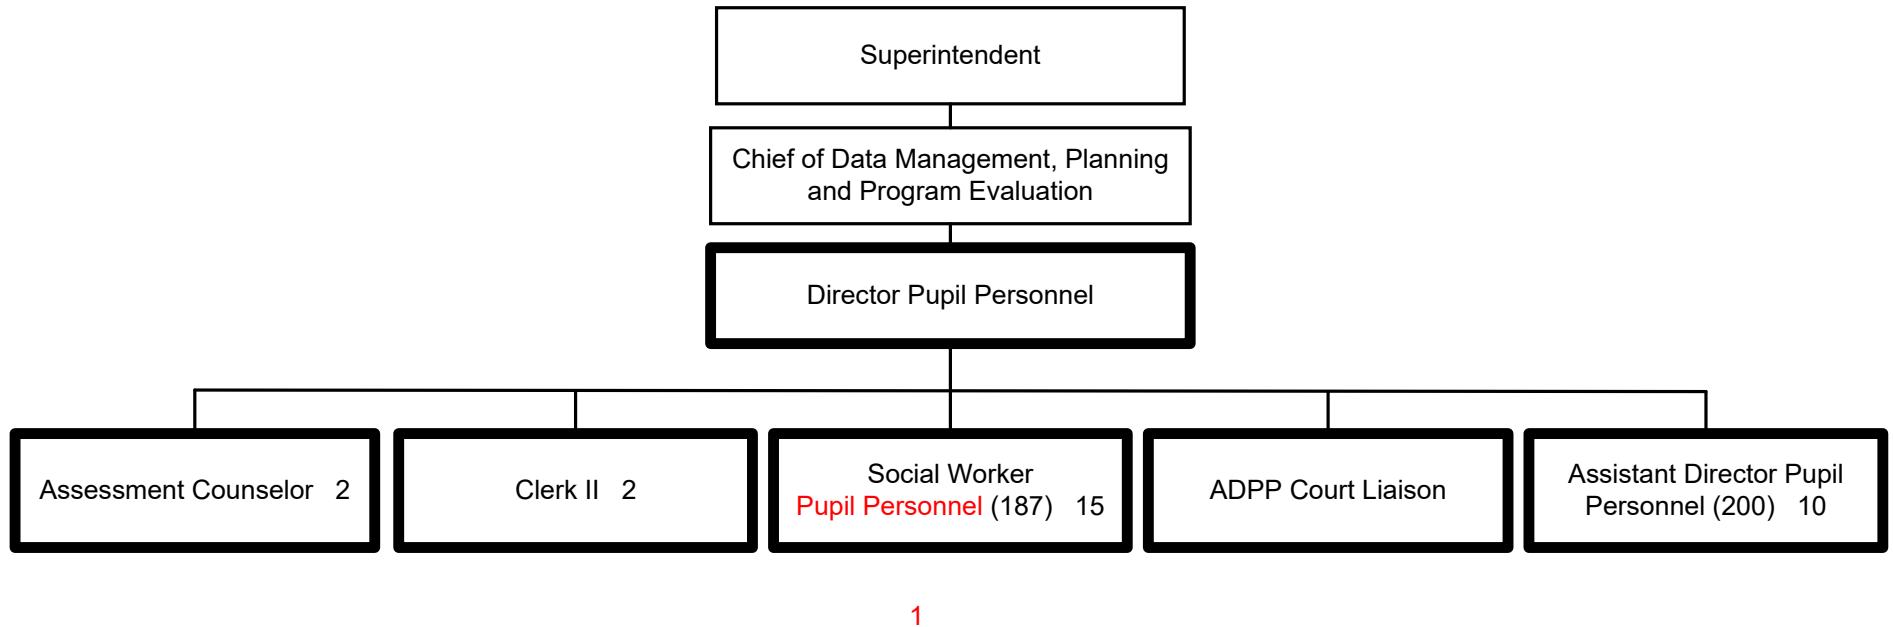 Superintendent
Chief of Data Management, Planning
and Program Evaluation
Director Pupil Personnel
Assessment Counselor 2
Clerk II 2
Social Worker
Pupil Personnel (187) 15
ADPP Court Liaison
Assistant Director Pupil
Personnel (200) 10
1